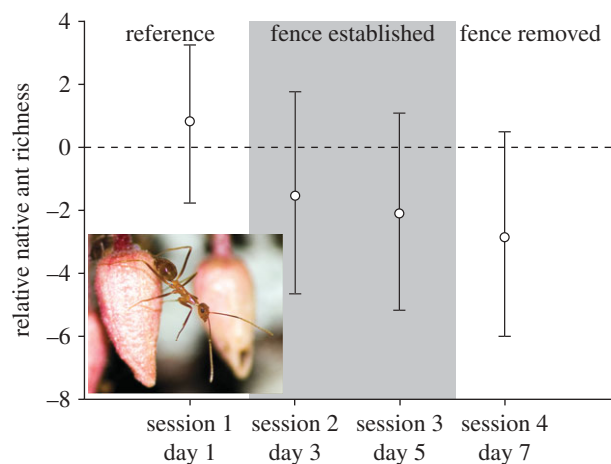 reference fence established fence removed
4
2
0
−2
−4
−6
−8
relative native ant richness
session 1 session 2 session 3 session 4
day 1 day 3 day 5 day 7